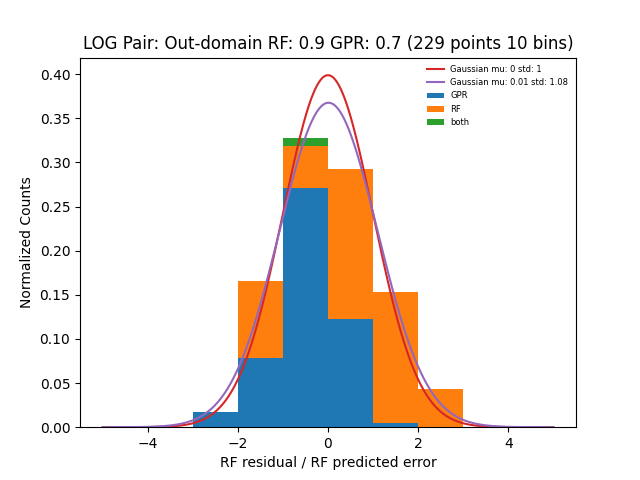 LOG Pair: Out-domain RF: 0.9 GPR: 0.7 (229 points 10 bins)
Gaussian mu: 0 std: 1
Gaussian mu: 0.01 std: 1.08
GPR
RF
both
0.40
0.35
0.30
0.25
0.20
0.15
0.10
0.05
0.00
Normalized Counts
−4 −2 0 2 4
RF residual / RF predicted error